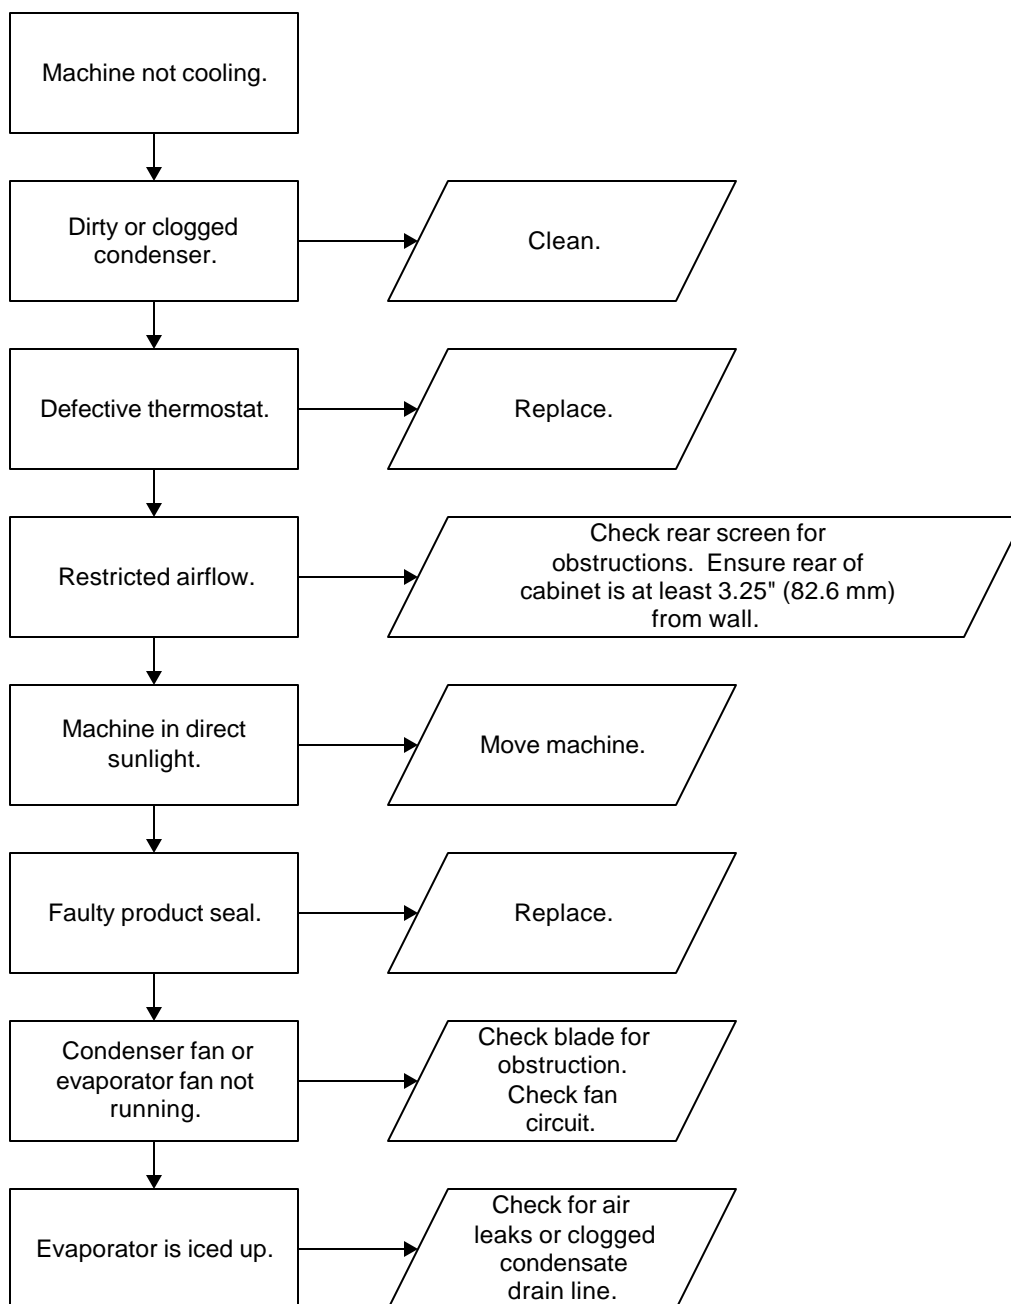 Machine not cooling.
Dirty or clogged
condenser.
Clean.
Defective thermostat.
Replace.
Restricted airflow.
Check rear screen for
obstructions.  Ensure rear of
cabinet is at least 3.25" (82.6 mm)
from wall.
Machine in direct
sunlight.
Move machine.
Faulty product seal.
Replace.
Condenser fan or
evaporator fan not
running.
Check blade for
obstruction.
Check fan
circuit.
Evaporator is iced up.
Check for air
leaks or clogged
condensate
drain line.